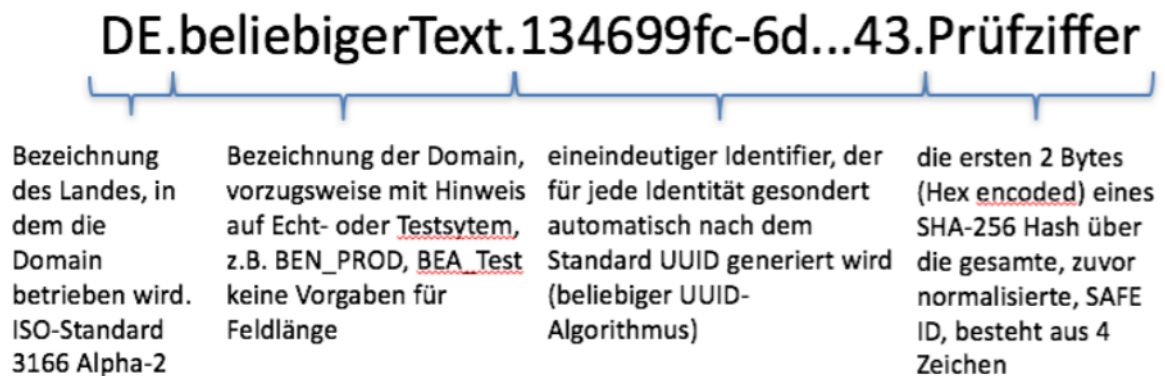 DE.beliebigerText.134699fc-6d...43.Prüfziffer
Bezeichnung
des Landes, in
dem die
Domain
betrieben wird.
ISO-Standard
3166 Alpha-2
Bezeichnung der Domain,
vorzugsweise mit Hinweis
auf Echt- oder Testsytem,
z.B. BEN_PROD, BEA_Test
keine Vorgaben für
Feldlänge
eineindeutiger Identifier, der
für jede Identität gesondert
automatisch nach dem
Standard UUID generiert wird
(beliebiger UUID-
Algorithmus)
die ersten 2 Bytes
(Hex encoded) eines
SHA-256 Hash über
die gesamte, zuvor
normalisierte, SAFE
ID, besteht aus 4
Zeichen